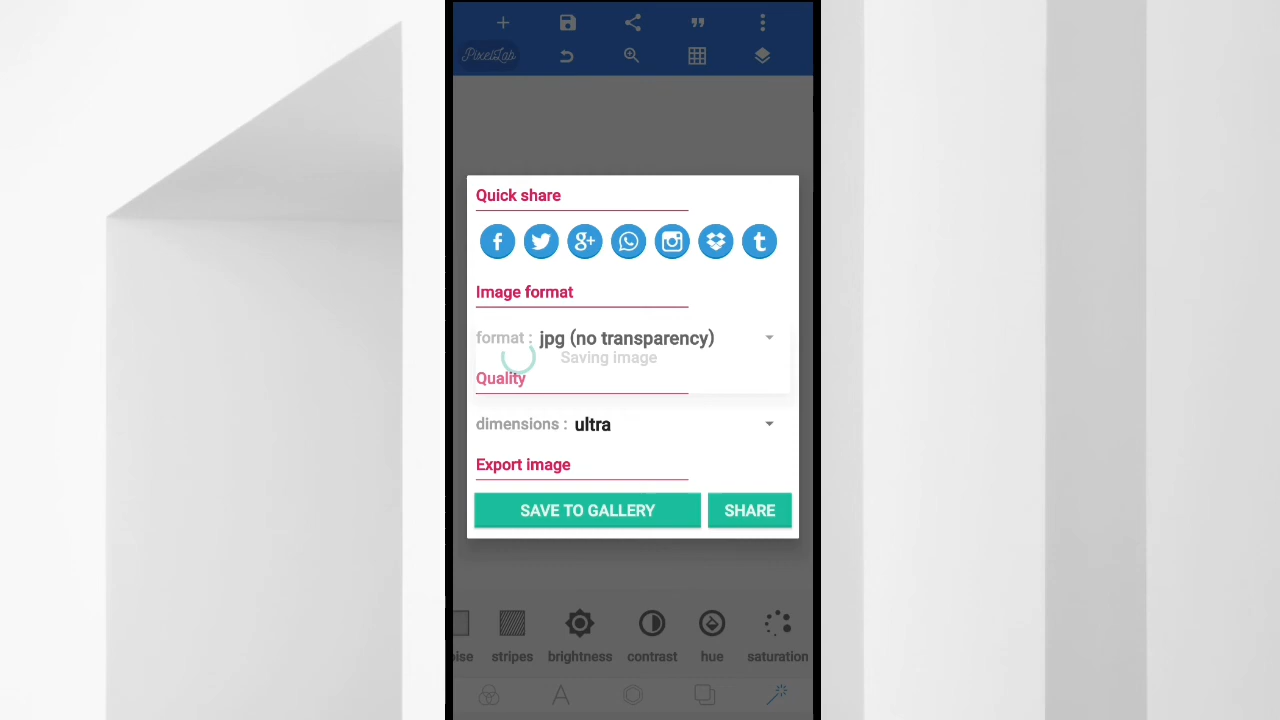 PixelLab
Quick share
Image format
format : jpg (no transparency)
Saving image
Quality
dimensions : ultra
Export image
SAVE TO GALLERY SHARE
oise stripes brightness contrast hue saturation